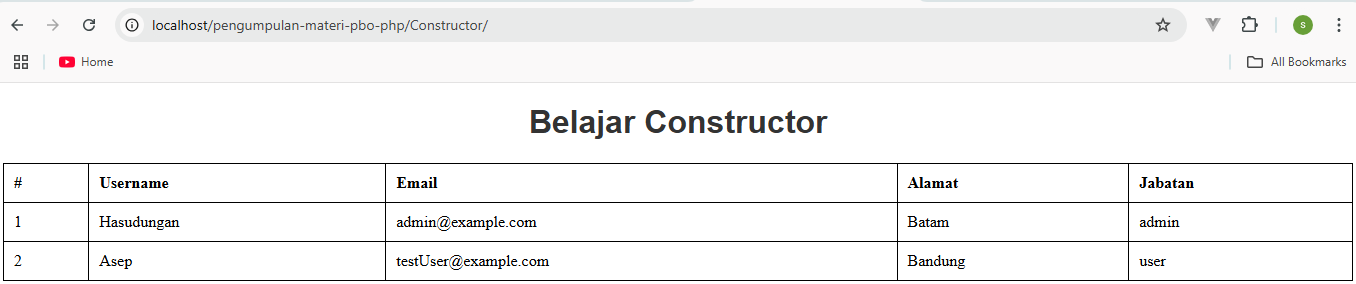 localhost/pengumpulan-materi-pbo-php/Constructor/
s
Home
All Bookmarks
Belajar Constructor
# Username Email Alamat Jabatan
1 Hasudungan admin@example.com Batam admin
2 Asep testUser@example.com Bandung user